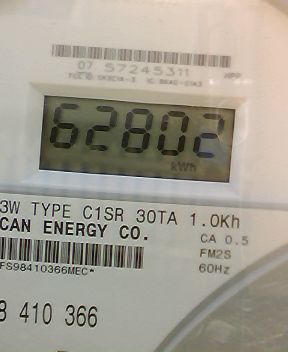 07 57245311
62802
kWh
3W TYPE C1SR 30TA 1.0Kh
CAN ENERGY CO.
CA 0.5
FM2S
60Hz
FS98410366MEC*
8 410 366